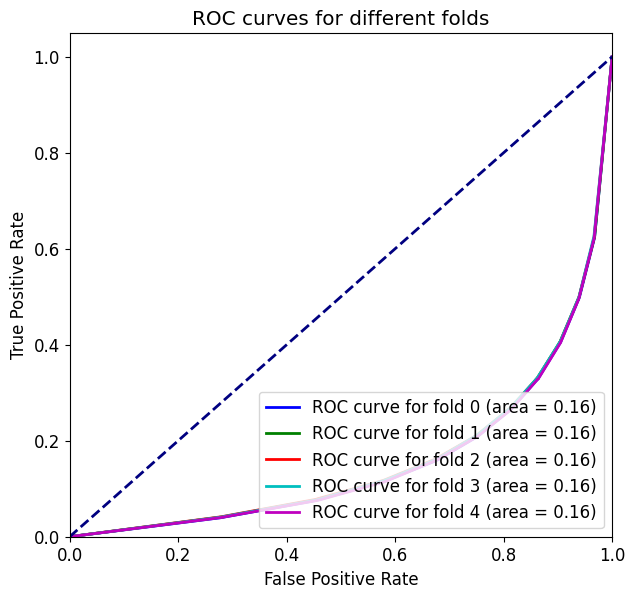 ROC curves for different folds
True Positive Rate
1.0
0.8
0.6
0.4
0.2
0.0
ROC curve for fold 0 (area = 0.16)
ROC curve for fold 1 (area = 0.16)
ROC curve for fold 2 (area = 0.16)
ROC curve for fold 3 (area = 0.16)
ROC curve for fold 4 (area = 0.16)
0.0 0.2 0.4 0.6 0.8 1.0
False Positive Rate